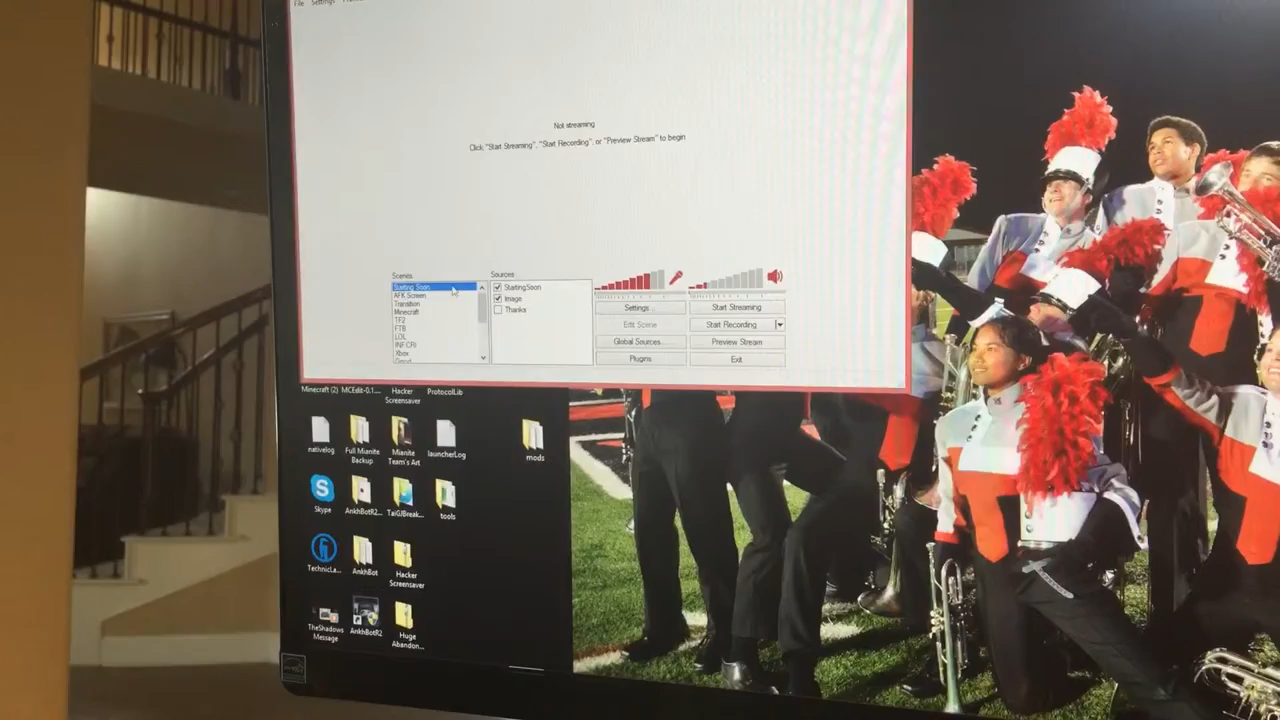 File Settings
Not streaming
Click "Start Streaming", "Start Recording", or "Preview Stream" to begin
Scenes
Starting Soon
AFK Screen
Transition
Minecraft
TF2
FTB
LOL
INF CRI
Xbox
Sources
StartingSoon
Image
Thanks
Settings...
Edit Scene
Global Sources...
Plugins
Start Streaming
Start Recording
Preview Stream
Exit
Minecraft (2)
MCEdit-0.1....
Hacker
Screensaver
ProtocolLib
nativelog
Full Mianite
Backup
Mianite
Team's Art
launcherLog
mods
Skype
AnkhBotR2...
TaiGJBreak...
tools
TechnicLa...
AnkhBot
Hacker
Screensaver
TheShadows
Message
AnkhBotR2
Huge
Abandon...